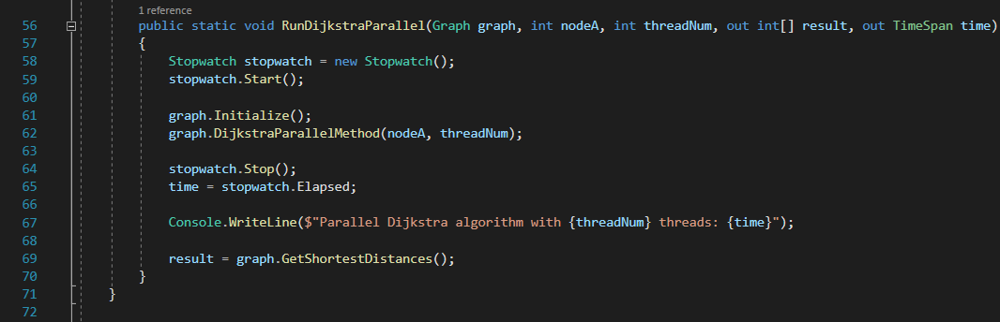 1 reference
56 public static void RunDijkstraParallel(Graph graph, int nodeA, int threadNum, out int[] result, out TimeSpan time)
57 {
58 Stopwatch stopwatch = new Stopwatch();
59 stopwatch.Start();
60
61 graph.Initialize();
62 graph.DijkstraParallelMethod(nodeA, threadNum);
63
64 stopwatch.Stop();
65 time = stopwatch.Elapsed;
66
67 Console.WriteLine($"Parallel Dijkstra algorithm with {threadNum} threads: {time}");
68
69 result = graph.GetShortestDistances();
70 }
71 }
72